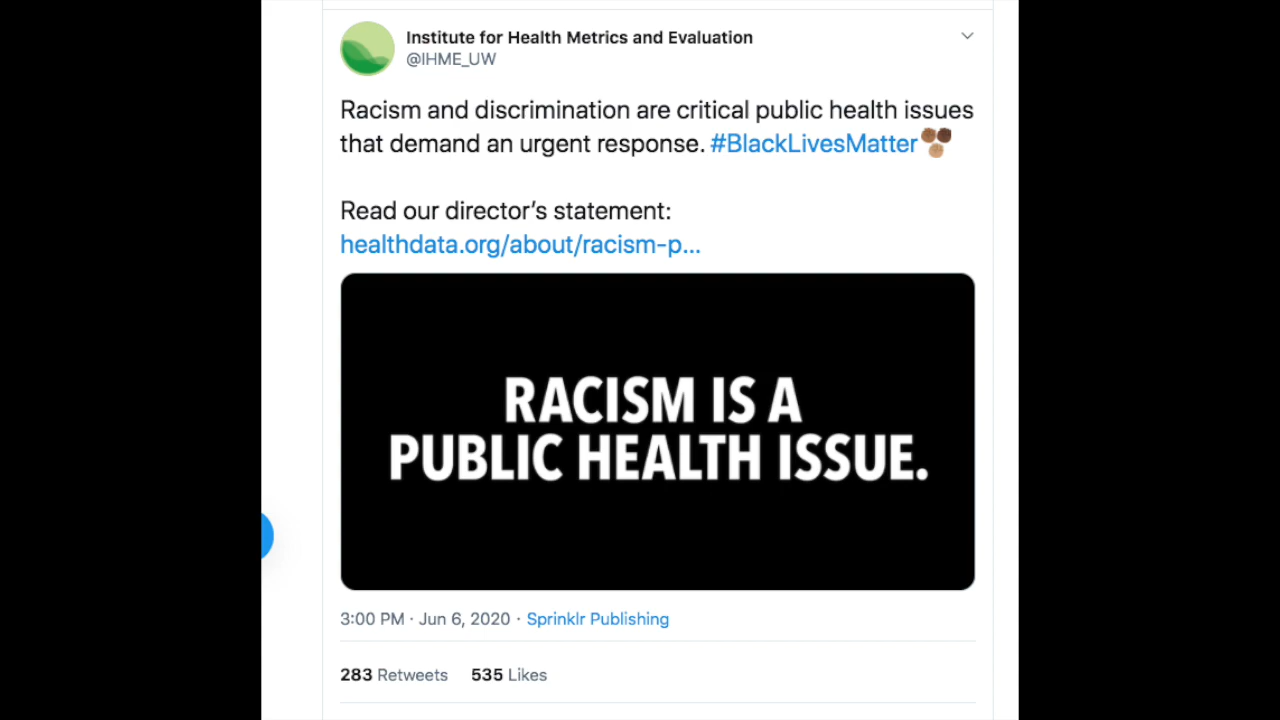 Institute for Health Metrics and Evaluation
@IHME_UW
Racism and discrimination are critical public health issues
that demand an urgent response. #BlackLivesMatter
Read our director’s statement:
healthdata.org/about/racism-p...
RACISM IS A
PUBLIC HEALTH ISSUE.
3:00 PM · Jun 6, 2020 · Sprinklr Publishing
283 Retweets 535 Likes